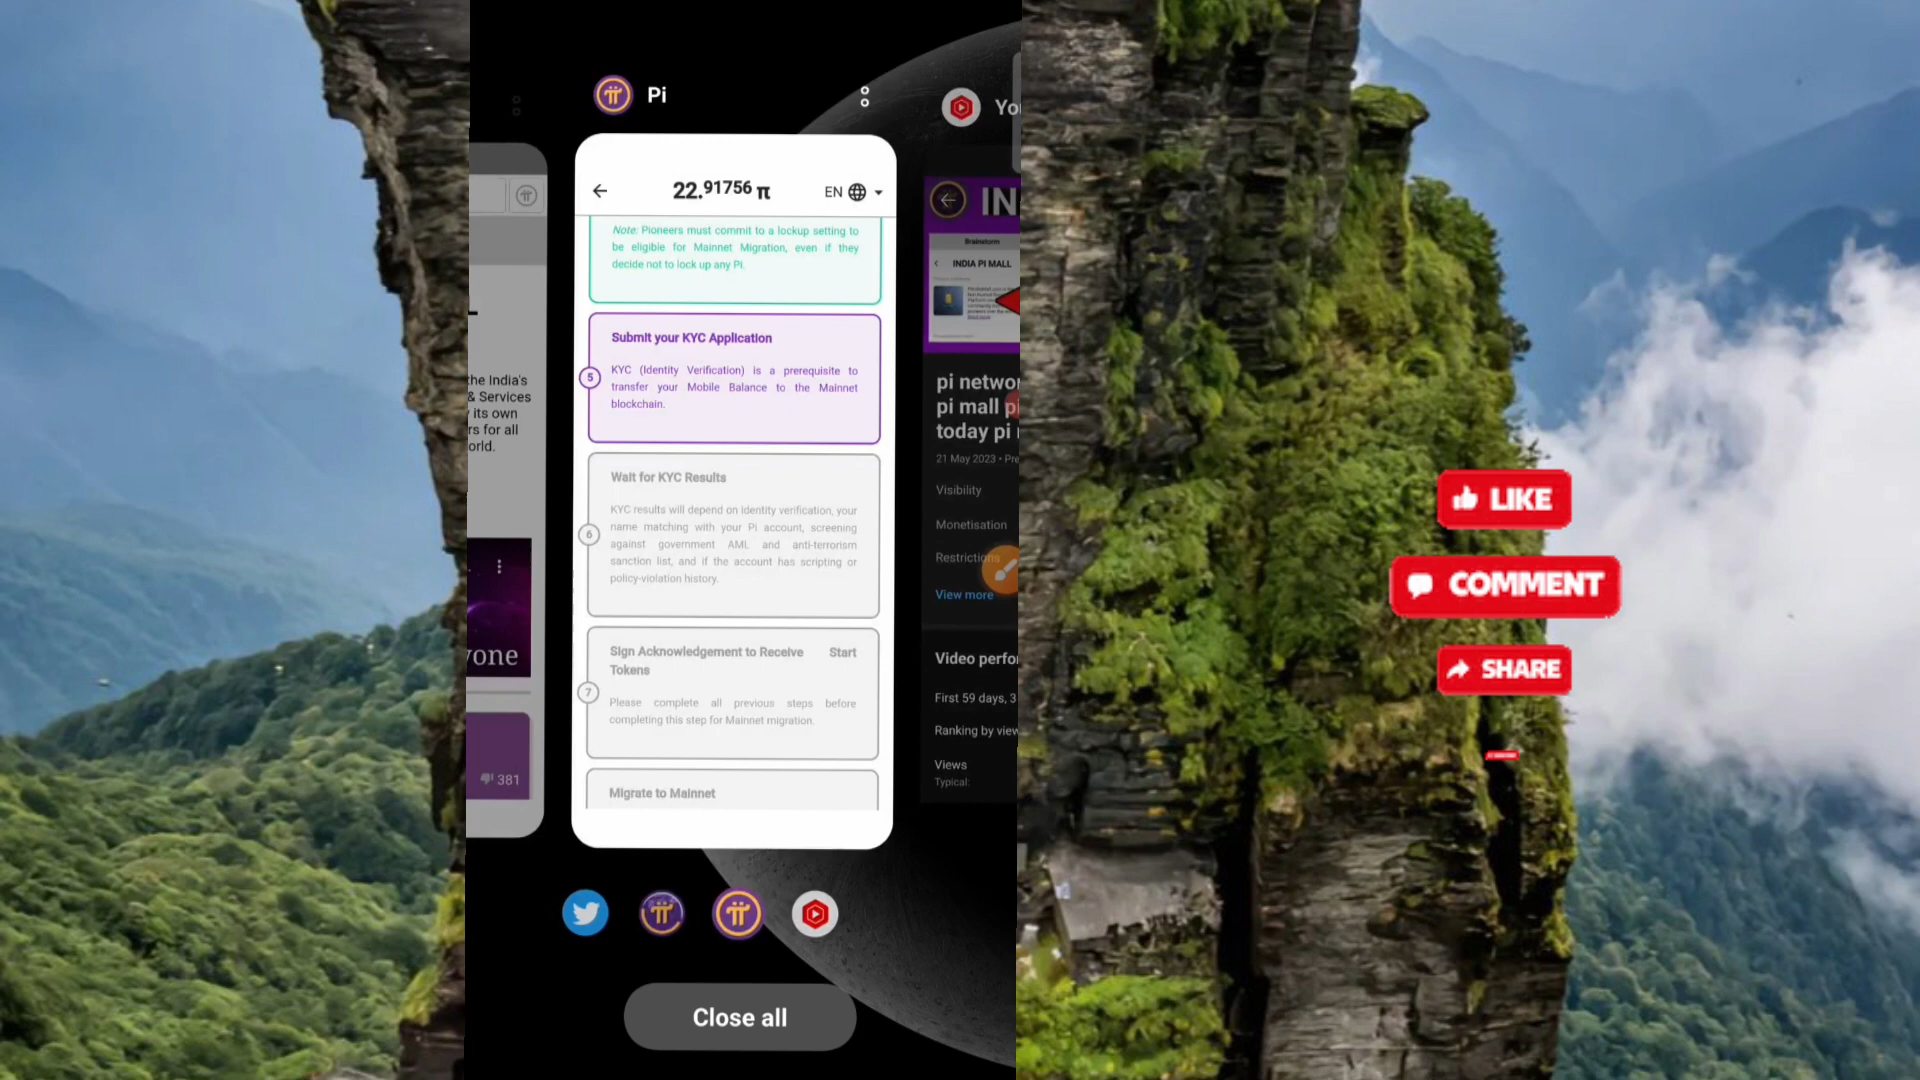 Pi
Yo
22.91756 π
EN
Note: Pioneers must commit to a lockup setting to
be eligible for Mainnet Migration, even if they
decide not to lock up any Pi.
Submit your KYC Application
5
KYC (Identity Verification) is a prerequisite to
transfer your Mobile Balance to the Mainnet
blockchain.
Wait for KYC Results
6
KYC results will depend on identity verification, your
name matching with your Pi account, screening
against government AML and anti-terrorism
sanction list, and if the account has scripting or
policy-violation history.
Sign Acknowledgement to Receive Start
Tokens
7
Please complete all previous steps before
completing this step for Mainnet migration.
Migrate to Mainnet
the India's
& Services
its own
rs for all
orld.
yone
381
IN
Brainstorm
INDIA PI MALL
Read more
pi networ
pi mall pi
today pi
21 May 2023 • Pre
Visibility
Monetisation
Restrictions
View more
Video perfo
First 59 days, 3
Ranking by view
Views
Typical:
Close all
LIKE
COMMENT
SHARE